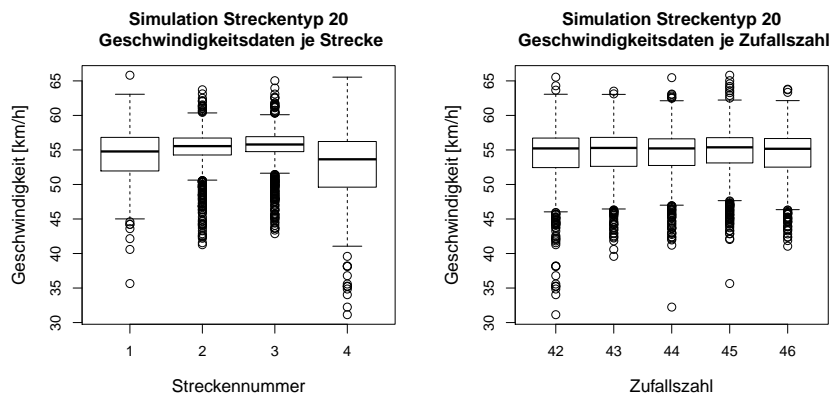 Simulation Streckentyp 20
Geschwindigkeitsdaten je Strecke
Geschwindigkeit [km/h]
65
60
55
50
45
40
35
30
1 2 3 4
Streckennummer
Simulation Streckentyp 20
Geschwindigkeitsdaten je Zufallszahl
Geschwindigkeit [km/h]
65
60
55
50
45
40
35
30
42 43 44 45 46
Zufallszahl